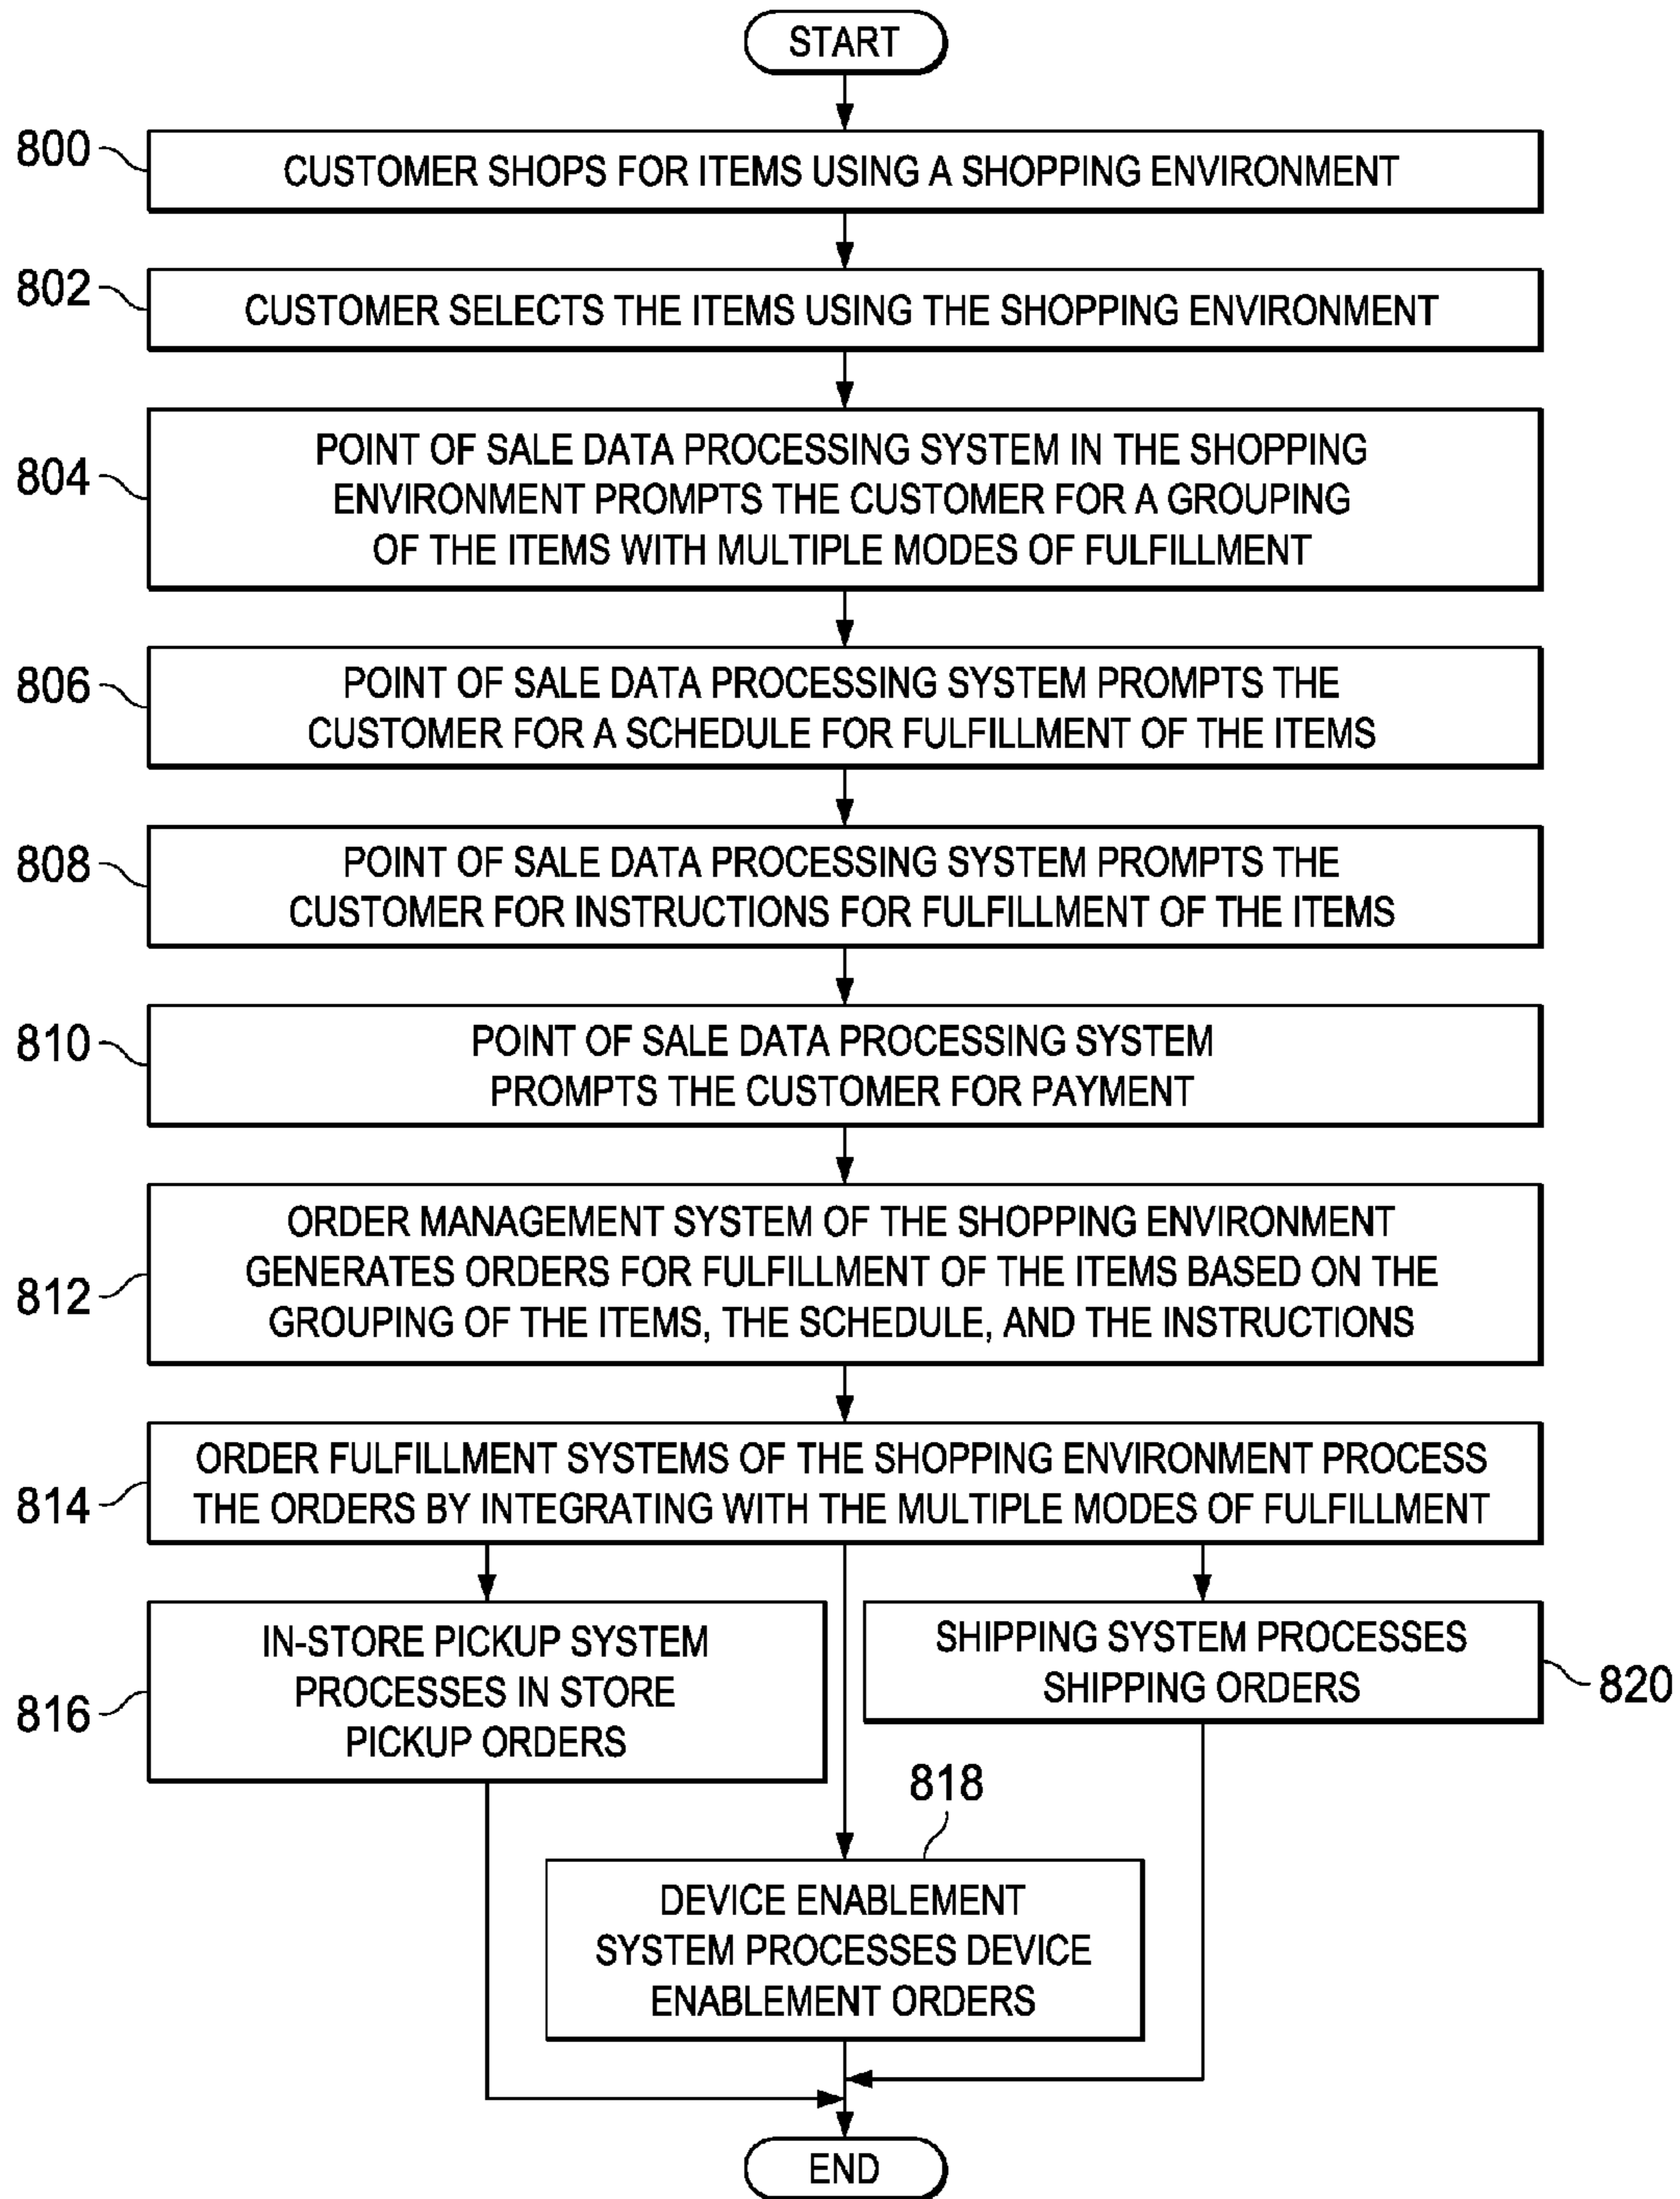 START
800
CUSTOMER SHOPS FOR ITEMS USING A SHOPPING ENVIRONMENT
802
CUSTOMER SELECTS THE ITEMS USING THE SHOPPING ENVIRONMENT
804
POINT OF SALE DATA PROCESSING SYSTEM IN THE SHOPPING
ENVIRONMENT PROMPTS THE CUSTOMER FOR A GROUPING
OF THE ITEMS WITH MULTIPLE MODES OF FULFILLMENT
806
POINT OF SALE DATA PROCESSING SYSTEM PROMPTS THE
CUSTOMER FOR A SCHEDULE FOR FULFILLMENT OF THE ITEMS
808
POINT OF SALE DATA PROCESSING SYSTEM PROMPTS THE
CUSTOMER FOR INSTRUCTIONS FOR FULFILLMENT OF THE ITEMS
810
POINT OF SALE DATA PROCESSING SYSTEM
PROMPTS THE CUSTOMER FOR PAYMENT
812
ORDER MANAGEMENT SYSTEM OF THE SHOPPING ENVIRONMENT
GENERATES ORDERS FOR FULFILLMENT OF THE ITEMS BASED ON THE
GROUPING OF THE ITEMS, THE SCHEDULE, AND THE INSTRUCTIONS
814
ORDER FULFILLMENT SYSTEMS OF THE SHOPPING ENVIRONMENT PROCESS
THE ORDERS BY INTEGRATING WITH THE MULTIPLE MODES OF FULFILLMENT
816
IN-STORE PICKUP SYSTEM
PROCESSES IN STORE
PICKUP ORDERS
SHIPPING SYSTEM PROCESSES
SHIPPING ORDERS
820
818
DEVICE ENABLEMENT
SYSTEM PROCESSES DEVICE
ENABLEMENT ORDERS
END